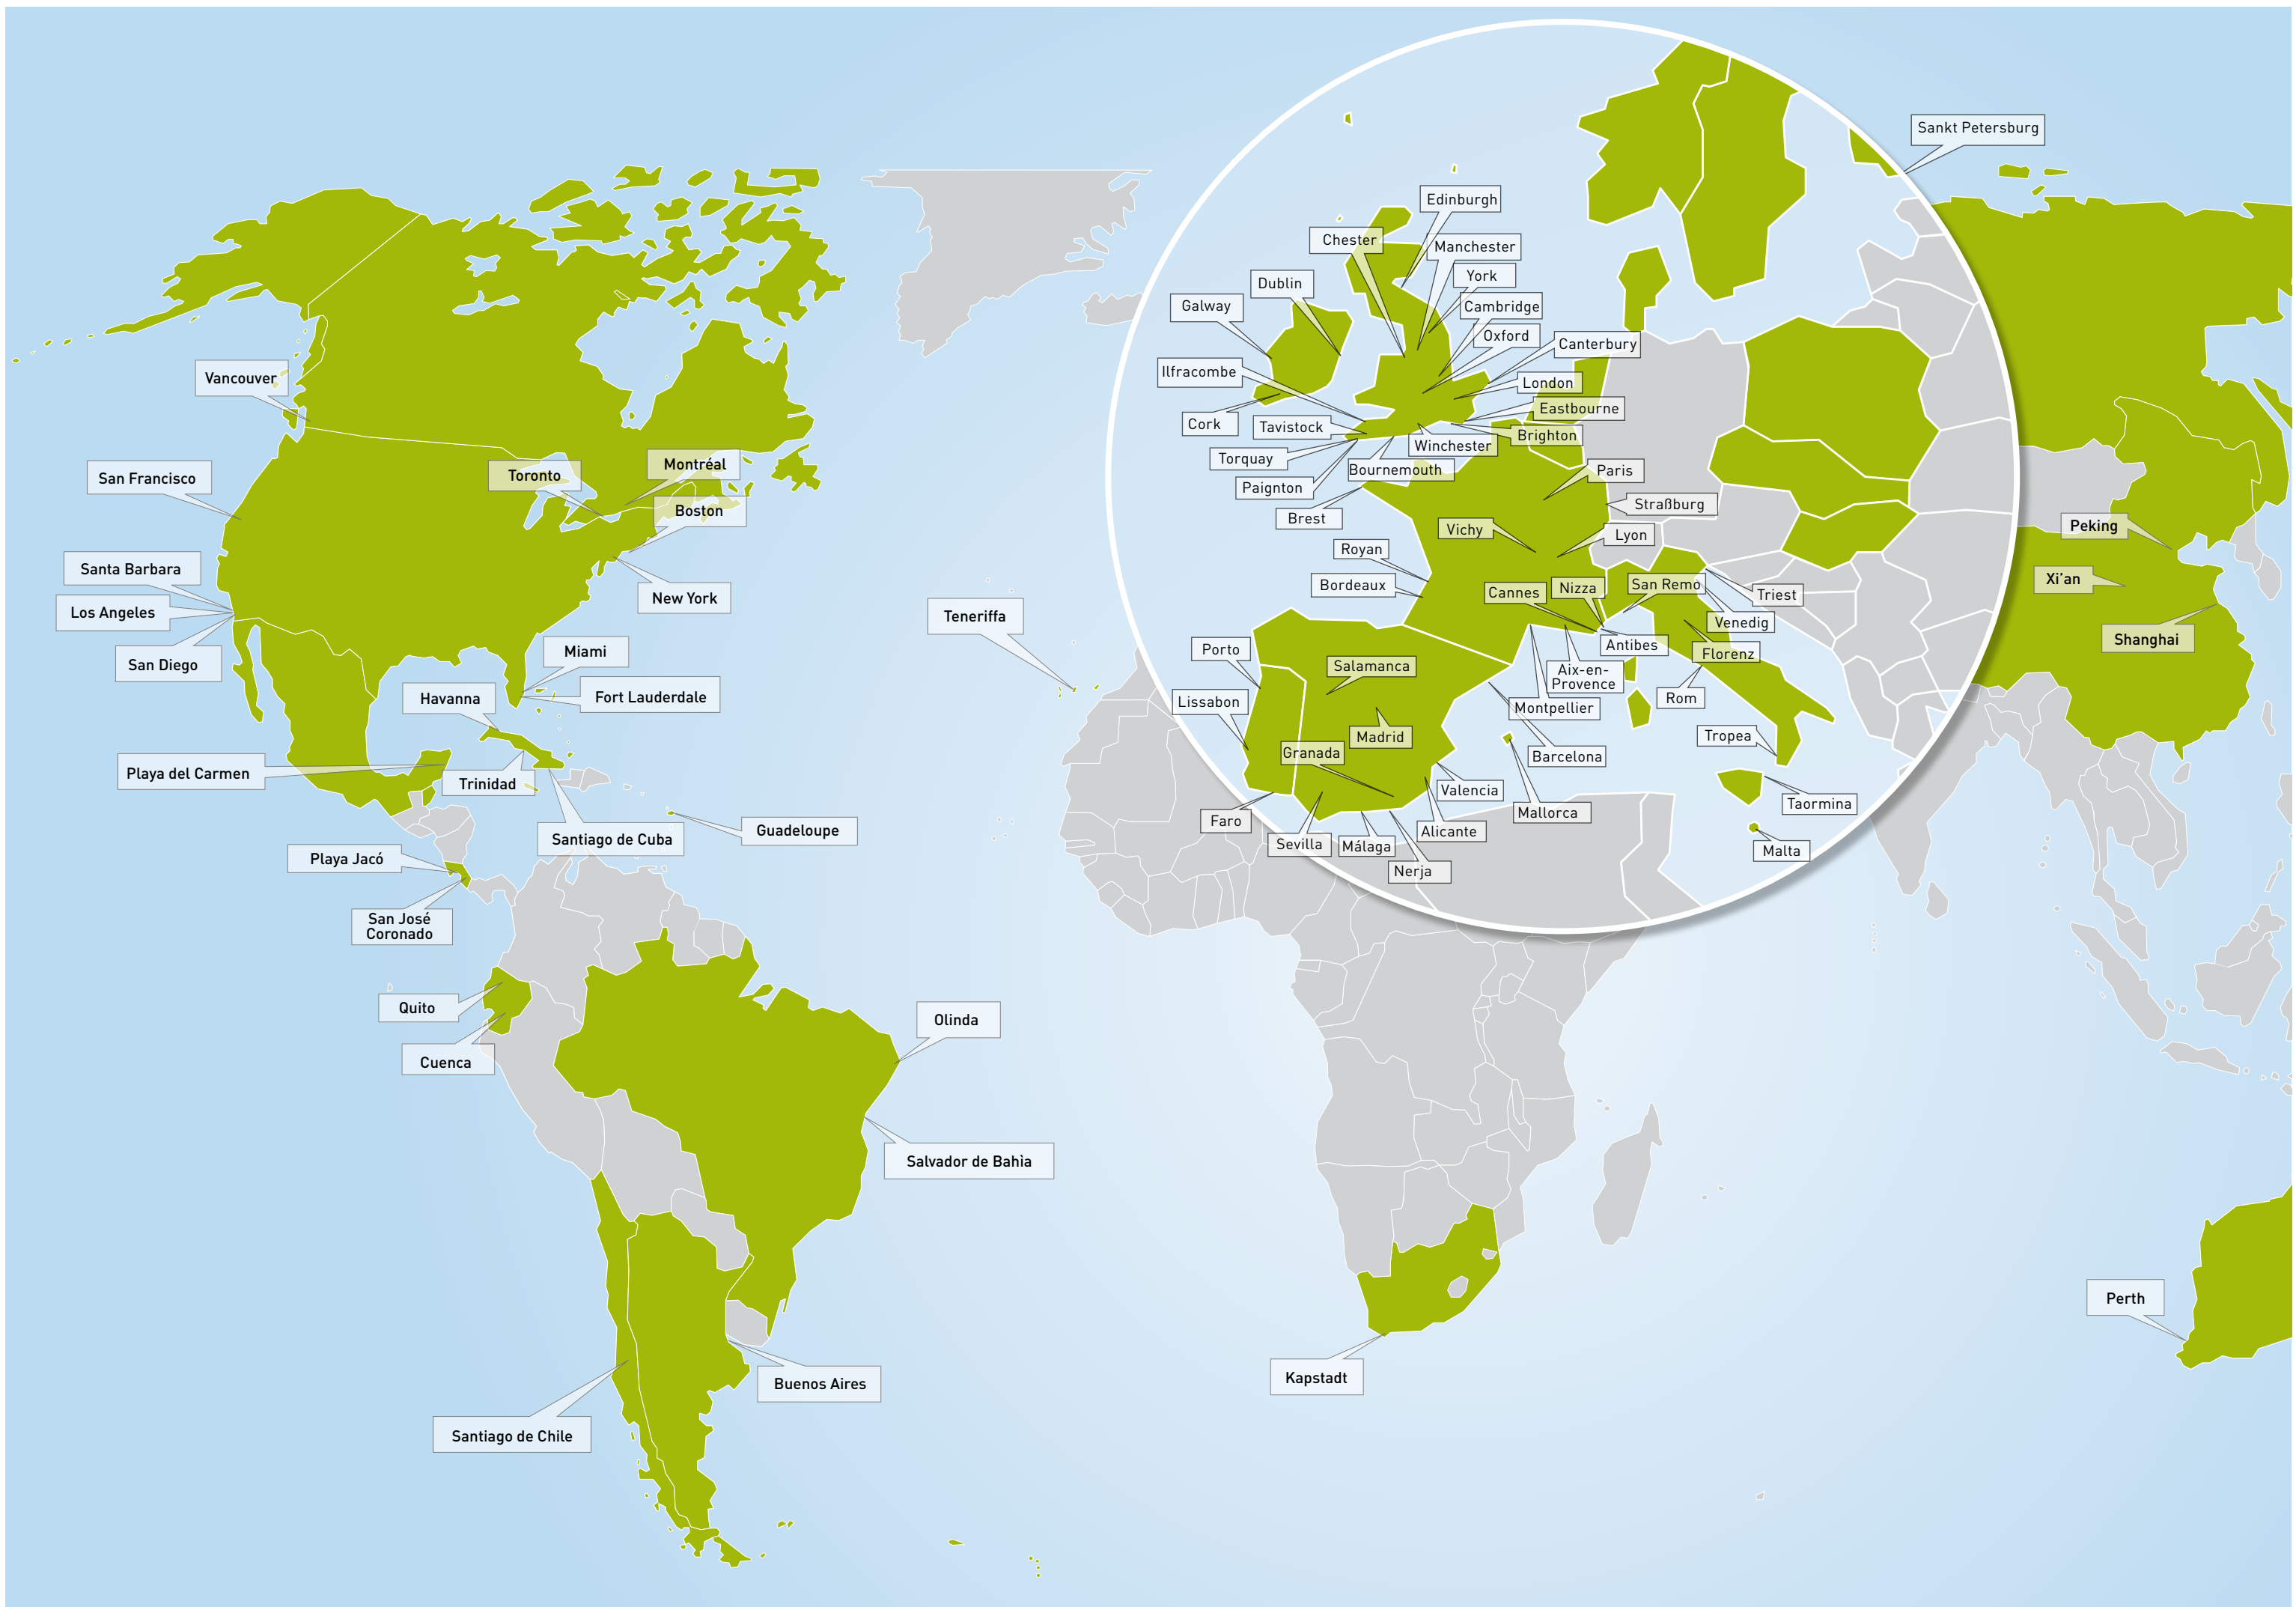 Sankt Petersburg
Edinburgh
Chester
Manchester
York
Dublin
Galway
Cambridge
Oxford
Canterbury
Ilfracombe
London
Eastbourne
Cork
Tavistock
Brighton
Winchester
Torquay
Bournemouth
Paris
Paignton
Straßburg
Brest
Vichy
Lyon
Royan
Bordeaux
Cannes
Nizza
San Remo
Triest
Venedig
Antibes
Florenz
Porto
Salamanca
Aix-en-
Provence
Rom
Lissabon
Montpellier
Madrid
Tropea
Granada
Barcelona
Valencia
Taormina
Mallorca
Faro
Alicante
Sevilla
Málaga
Malta
Nerja
Vancouver
San Francisco
Toronto
Montréal
Boston
Santa Barbara
Los Angeles
New York
San Diego
Miami
Fort Lauderdale
Havanna
Playa del Carmen
Trinidad
Santiago de Cuba
Guadeloupe
Playa Jacó
San José
Coronado
Teneriffa
Quito
Cuenca
Olinda
Salvador de Bahìa
Buenos Aires
Santiago de Chile
Kapstadt
Peking
Xi’an
Shanghai
Perth